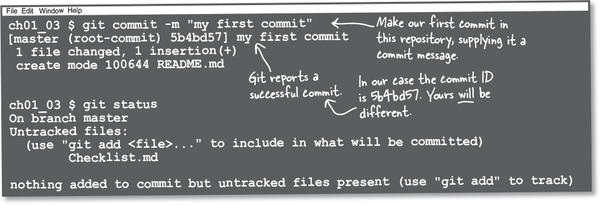 File Edit Window Help
ch01_03 $ git commit -m "my first commit"
[master (root-commit) 5b4bd57] my first commit
1 file changed, 1 insertion(+)
create mode 100644 README.md
Make our first commit in
this repository, supplying it a
commit message.
Git reports a
successful commit.
In our case the commit ID
is 5b4bd57. Yours will be
different.
ch01_03 $ git status
On branch master
Untracked files:
(use "git add <file>..." to include in what will be committed)
Checklist.md
nothing added to commit but untracked files present (use "git add" to track)